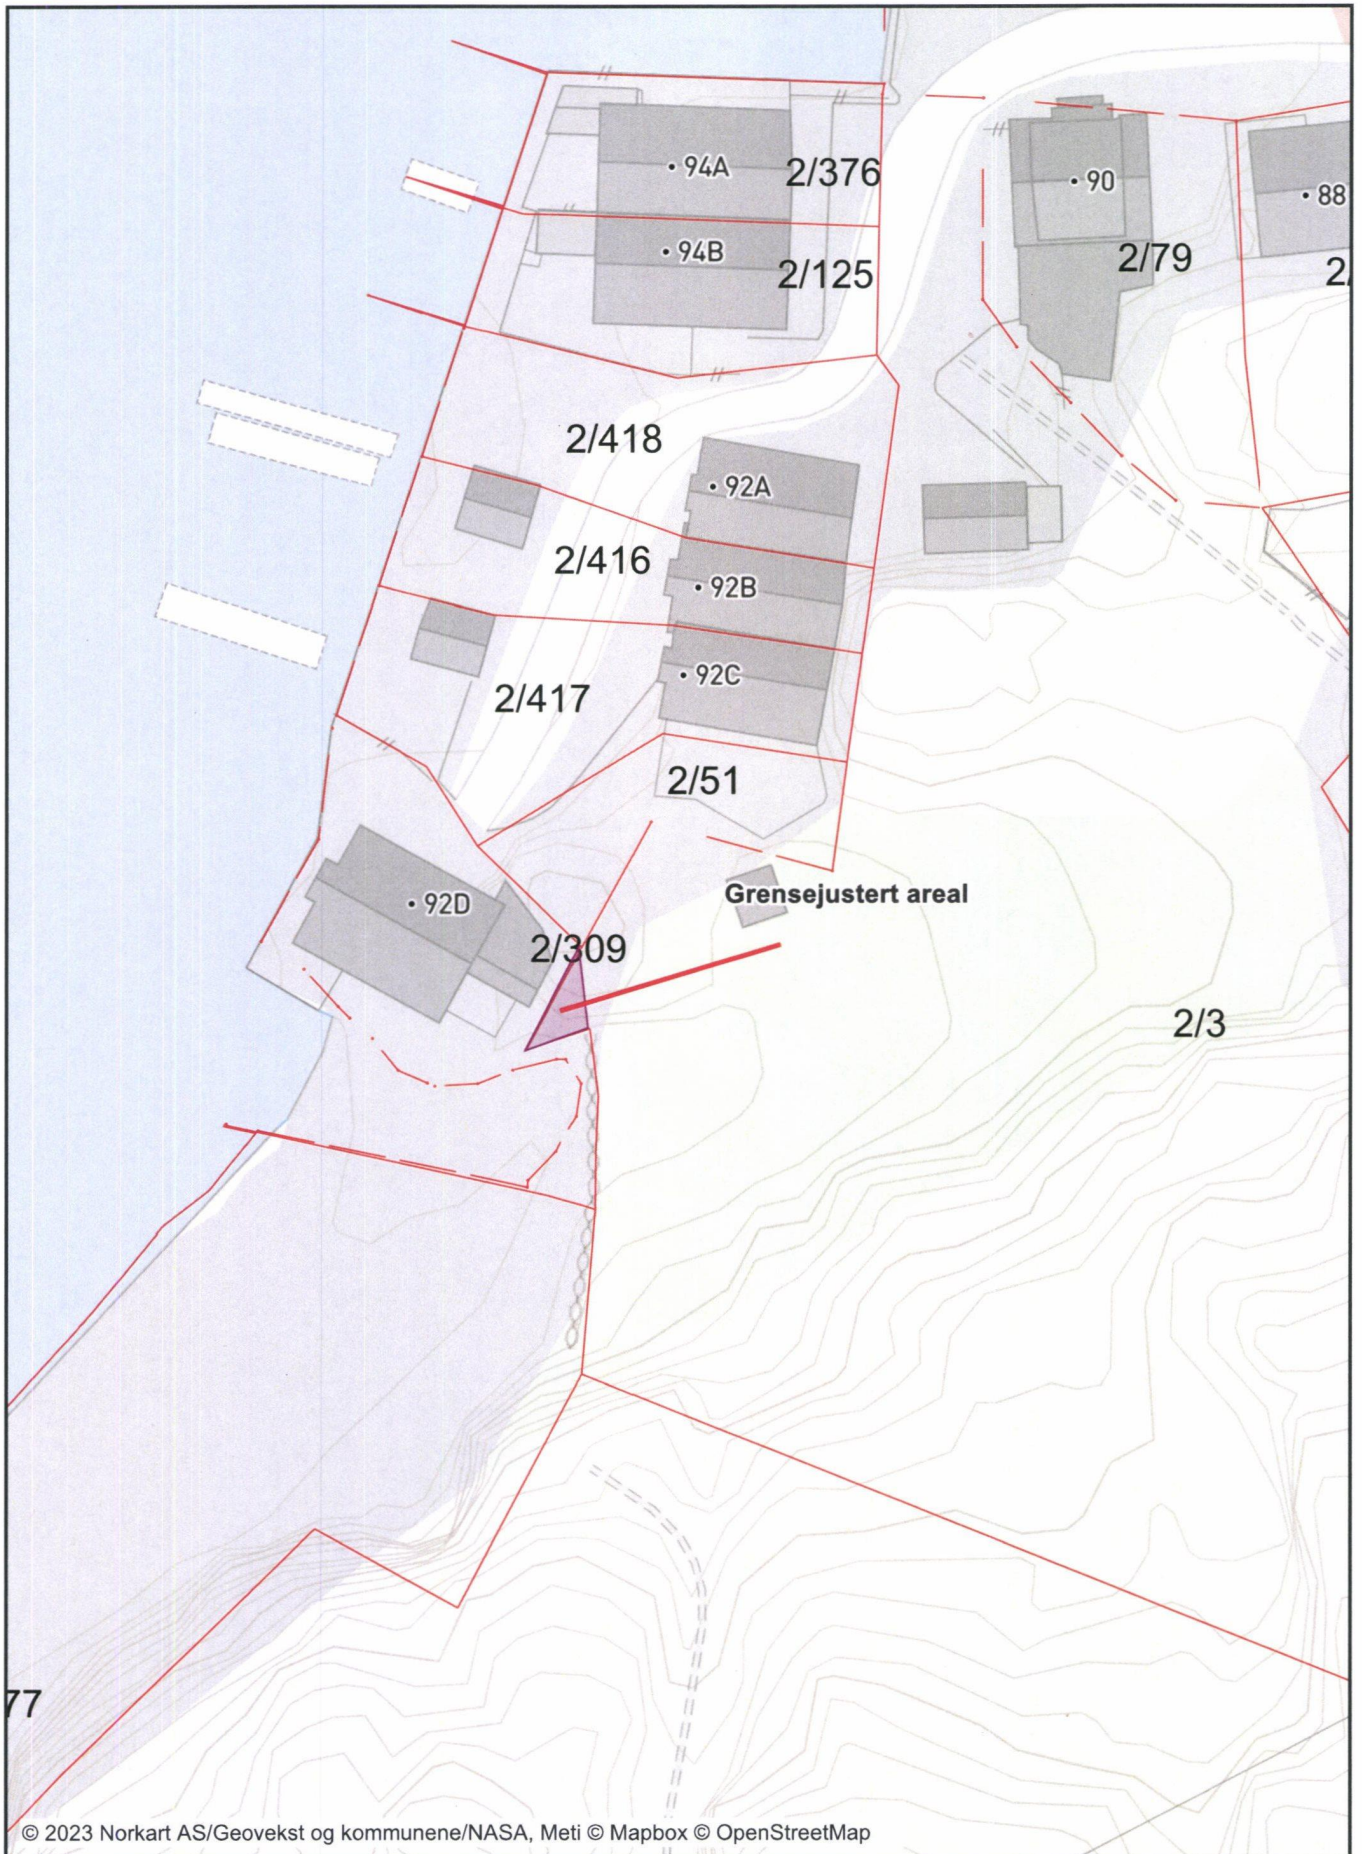 94A
2/376
90
88
94B
2/125
2/79
2/
2/418
92A
2/416
92B
92C
2/417
2/51
Grensejustert areal
92D
2/309
2/3
77
© 2023 Norkart AS/Geovekst og kommunene/NASA, Meti © Mapbox © OpenStreetMap